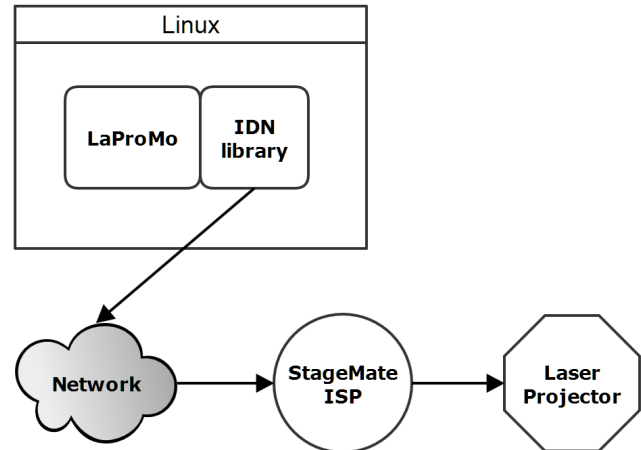 Linux
LaProMo
IDN
library
Network
StageMate
ISP
Laser
Projector